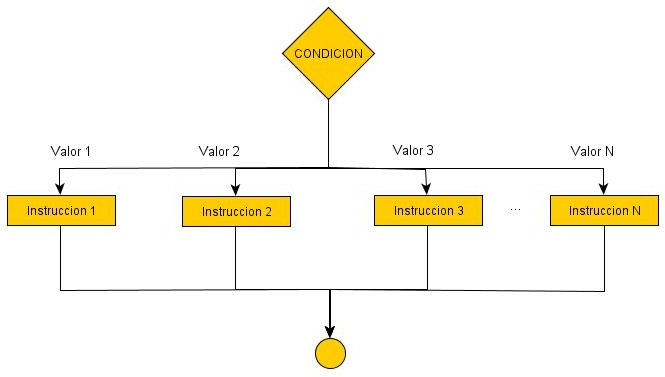 CONDICION
Valor 1 Valor 2 Valor 3 Valor N
Instruccion 1 Instruccion 2 Instruccion 3 ... Instruccion N